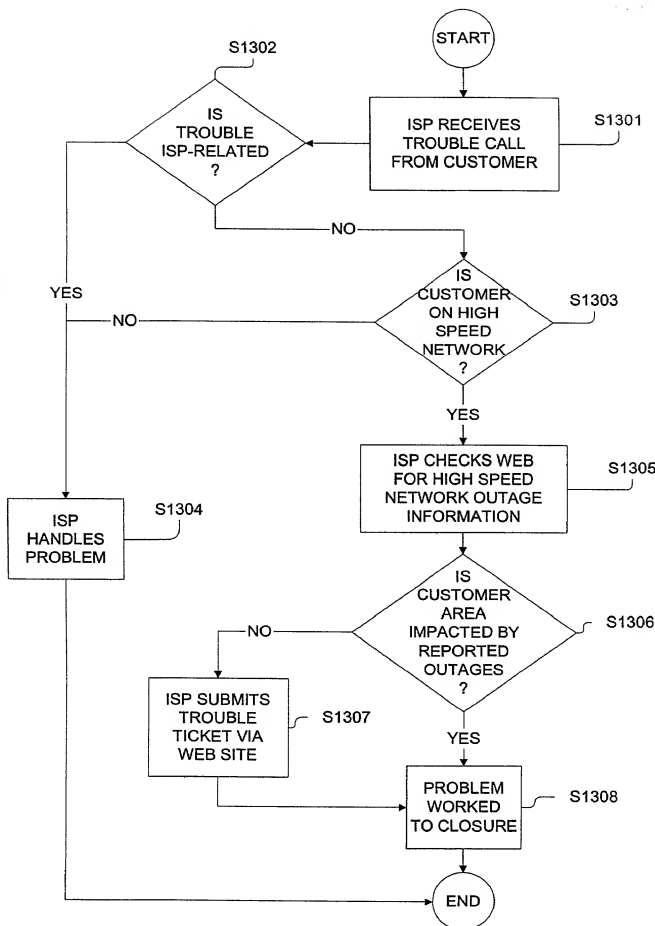 START
S1301
ISP RECEIVES
TROUBLE CALL
FROM CUSTOMER
S1302
IS
TROUBLE
ISP-RELATED
?
NO
YES
IS
CUSTOMER
ON HIGH
SPEED
NETWORK
?
S1303
NO
YES
ISP CHECKS WEB
FOR HIGH SPEED
NETWORK OUTAGE
INFORMATION
S1305
ISP
HANDLES
PROBLEM
S1304
IS
CUSTOMER
AREA
IMPACTED BY
REPORTED
OUTAGES
?
S1306
NO
ISP SUBMITS
TROUBLE
TICKET VIA
WEB SITE
S1307
YES
PROBLEM
WORKED
TO CLOSURE
S1308
END